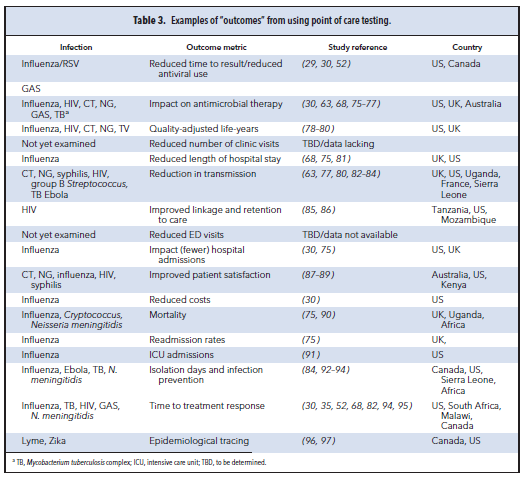 Table 3. Examples of "outcomes" from using point of care testing.
Infection Outcome metric Study reference Country
Influenza/RSV Reduced time to result/reduced (29, 30, 52) US, Canada
antiviral use
GAS
Influenza, HIV, CT, NG, Impact on antimicrobial therapy (30, 63, 68, 75-77) US, UK, Australia
GAS, TBª
Influenza, HIV, CT, NG, TV Quality-adjusted life-years (78-80) US, UK
Not yet examined Reduced number of clinic visits TBD/data lacking
Influenza Reduced length of hospital stay (68, 75, 81) UK, US
CT, NG, syphilis, HIV, Reduction in transmission (63, 77, 80, 82-84) UK, US, Uganda,
group B Streptococcus, France, Sierra
TB Ebola Leone
HIV Improved linkage and retention (85, 86) Tanzania, US,
to care Mozambique
Not yet examined Reduced ED visits TBD/data not available
Influenza Impact (fewer) hospital (30, 75) US, UK
admissions
CT, NG, influenza, HIV, Improved patient satisfaction (87-89) Australia, US,
syphilis Kenya
Influenza Reduced costs (30) US
Influenza, Cryptococcus, Mortality (75, 90) UK, Uganda,
Neisseria meningitidis Africa
Influenza Readmission rates (75) UK,
Influenza ICU admissions (91) US
Influenza, Ebola, TB, N. Isolation days and infection (84, 92-94) Canada, US,
meningitidis prevention Sierra Leone,
Africa
Influenza, TB, HIV, GAS, Time to treatment response (30, 35, 52, 68, 82, 94, 95) US, South Africa,
N. meningitidis Malawi,
Canada
Lyme, Zika Epidemiological tracing (96, 97) Canada, US
ª TB, Mycobacterium tuberculosis complex; ICU, intensive care unit; TBD, to be determined.